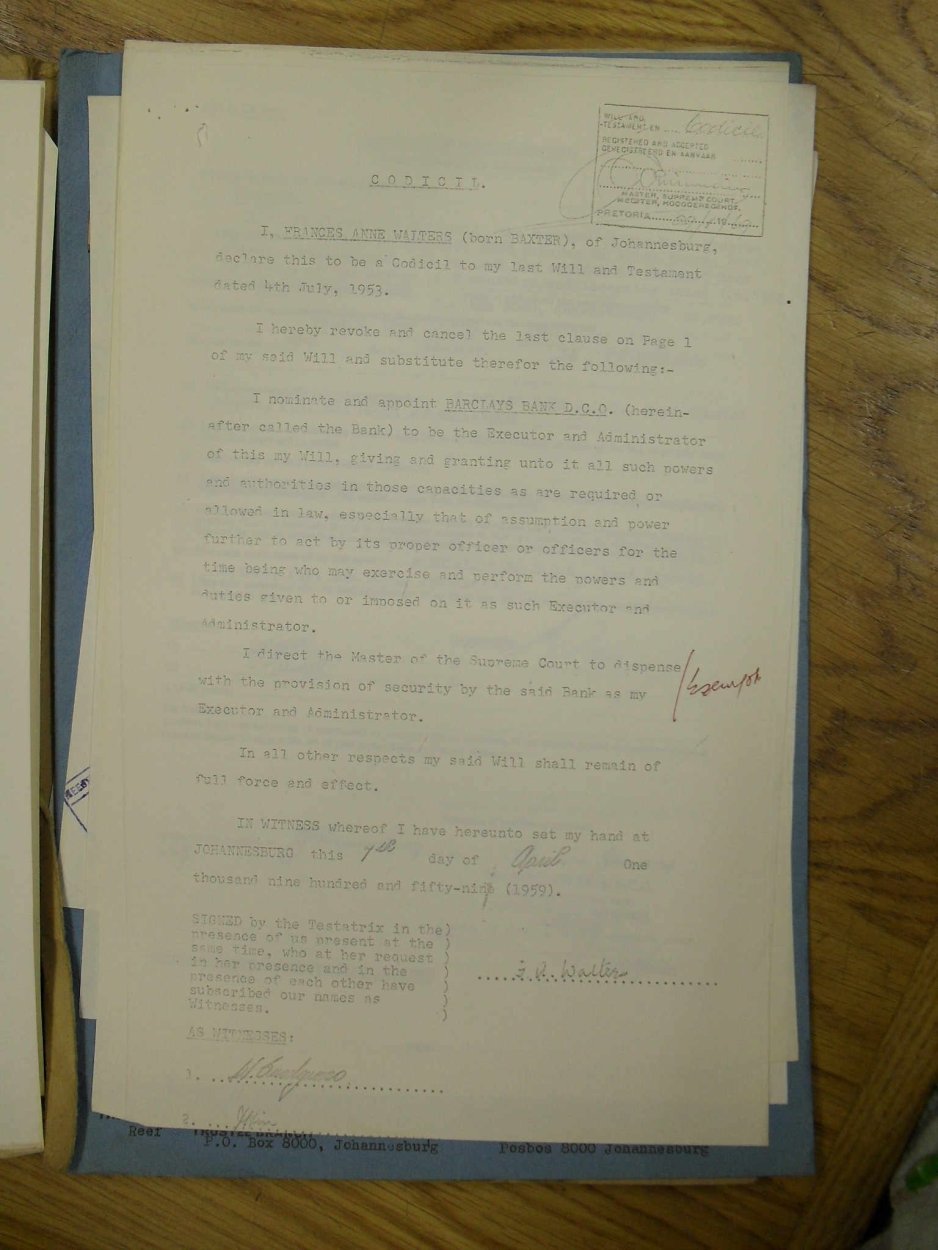 WILL AND
TESTAMENT EN .... Codicil
REGISTERED AND ACCEPTED
GEREGISTREER EN AANVAAR
MASTER, SUPREME COURT.
MEESTER, HOOGGEREGSHOF.
PRETORIA
CODICIL.
I, FRANCES ANNE WALTERS (born BAXTER), of Johannesburg,
declare this to be a Codicil to my last Will and Testament
dated 4th July, 1953.
I hereby revoke and cancel the last clause on Page 1
of my said Will and substitute therefor the following:-
I nominate and appoint BARCLAYS BANK D.C.O. (herein-
after called the Bank) to be the Executor and Administrator
of this my Will, giving and granting unto it all such powers
and authorities in those capacities as are required or
allowed in law, especially that of assumption and power
further to act by its proper officer or officers for the
time being who may exercise and perform the powers and
duties given to or imposed on it as such Executor and
Administrator.
I direct the Master of the Supreme Court to dispense
with the provision of security by the said Bank as my
Executor and Administrator.
Exempt
In all other respects my said Will shall remain of
full force and effect.
IN WITNESS whereof I have hereunto set my hand at
JOHANNESBURG this 7th day of April One
thousand nine hundred and fifty-nine (1959).
SIGNED by the Testatrix in the)
presence of us present at the )
same time, who at her request )
in her presence and in the )
presence of each other have )
subscribed our names as )
Witnesses. )
F. A. Walters
AS WITNESSES:
1.
2.
Reef TRUSTEE BRANCH
P.O. Box 8000, Johannesburg Posbus 8000 Johannesburg